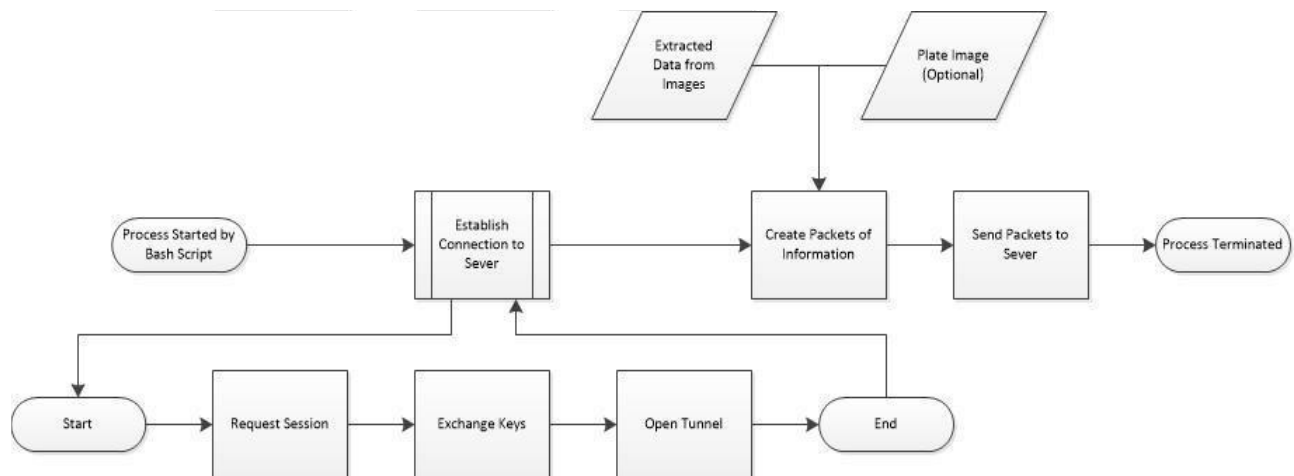 Extracted
Data from
Images
Plate Image
(Optional)
Process Started by
Bash Script
Establish
Connection to
Sever
Create Packets of
Information
Send Packets to
Sever
Process Terminated
Start
Request Session
Exchange Keys
Open Tunnel
End